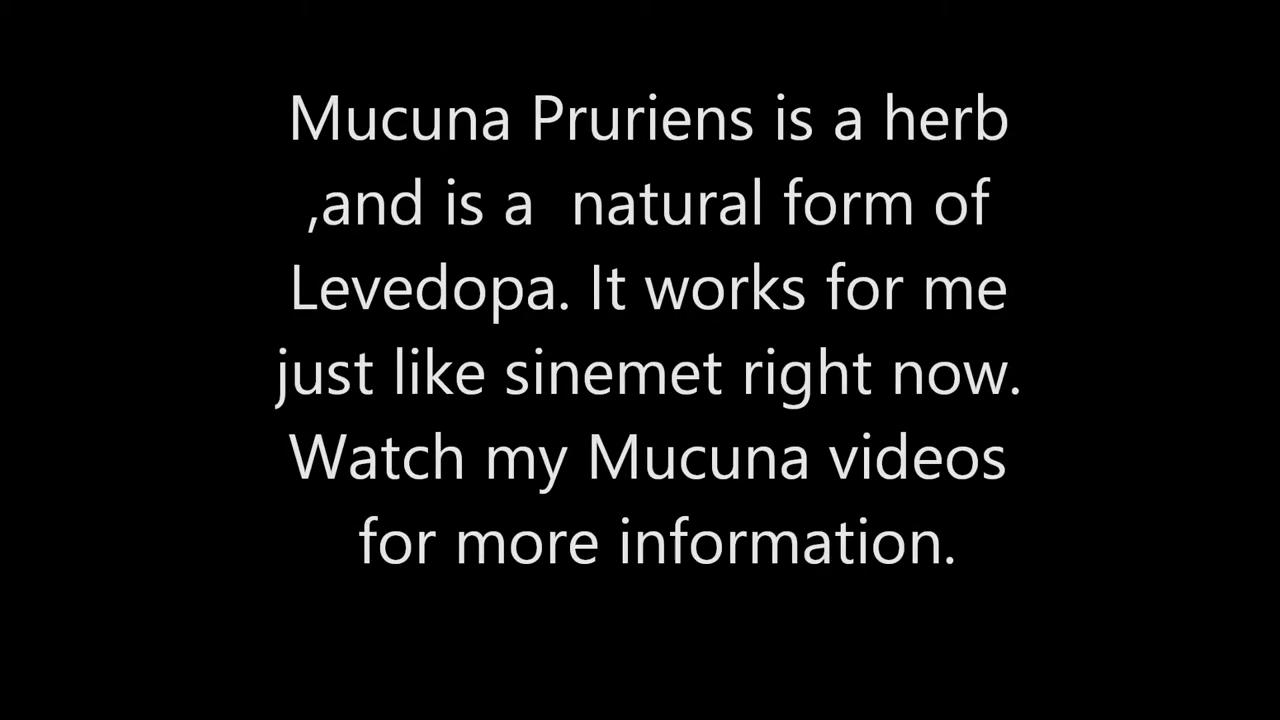 Mucuna Pruriens is a herb
,and is a  natural form of
Levedopa. It works for me
just like sinemet right now.
Watch my Mucuna videos
for more information.